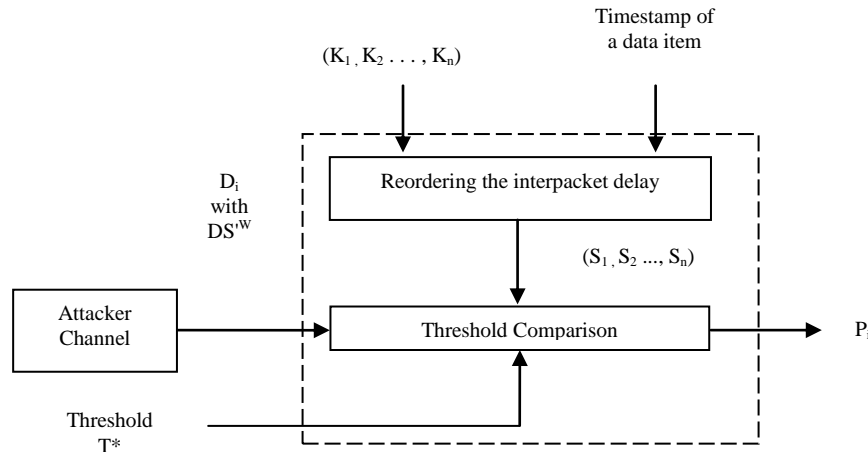 Timestamp of
a data item
(K₁ , K₂ . . . , Kₙ)
Reordering the interpacket delay
Dᵢ
with
DS'ᵂ
(S₁ , S₂ ..., Sₙ)
Attacker
Channel
Threshold Comparison
Pᵢ
Threshold
T*